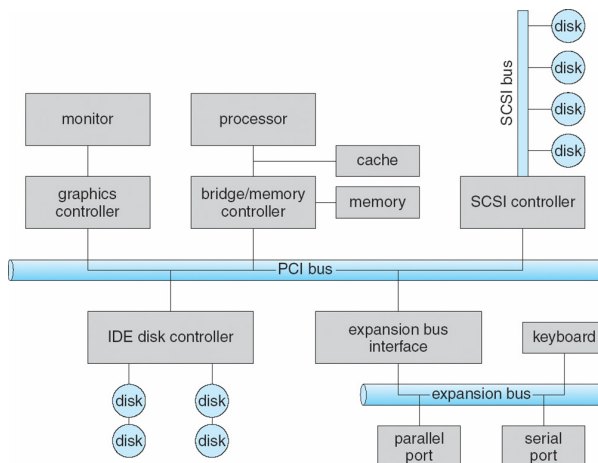 disk
disk
SCSI bus
disk
disk
monitor
processor
cache
graphics
controller
bridge/memory
controller
memory
SCSI controller
PCI bus
IDE disk controller
expansion bus
interface
keyboard
disk
disk
expansion bus
disk
disk
parallel
port
serial
port